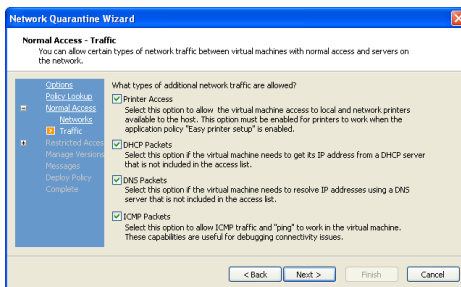 Network Quarantine Wizard
Normal Access - Traffic
You can allow certain types of network traffic between virtual machines with normal access and servers on
the network.
Options
Policy Lookup
Normal Access
Networks
Traffic
Restricted Acces
Manage Versions
Messages
Deploy Policy
Complete
What types of additional network traffic are allowed?
Printer Access
Select this option to allow the virtual machine access to local and network printers
available to the host. This option must be enabled for printers to work when the
application policy "Easy printer setup" is enabled.
DHCP Packets
Select this option if the virtual machine needs to get its IP address from a DHCP server
that is not included in the access list.
DNS Packets
Select this option if the virtual machine needs to resolve IP addresses using a DNS
server that is not included in the access list.
ICMP Packets
Select this option to allow ICMP traffic and "ping" to work in the virtual machine.
These capabilities are useful for debugging connectivity issues.
< Back
Next >
Finish
Cancel